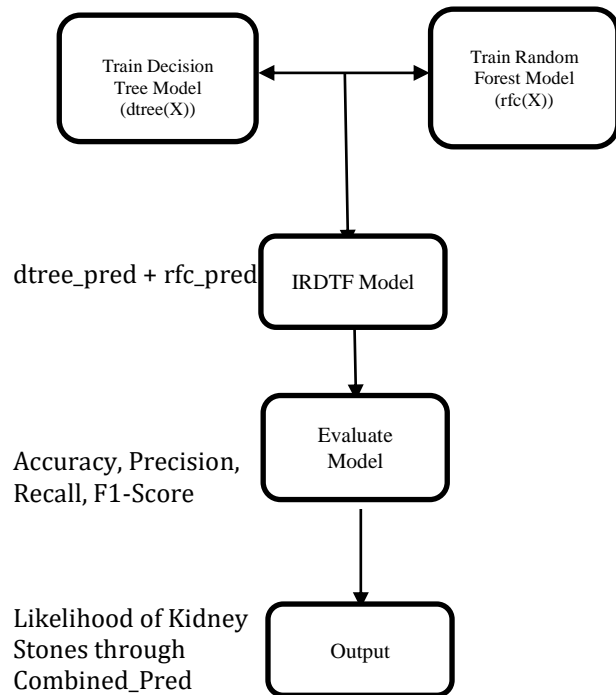 Train Decision
Tree Model
(dtree(X))
Train Random
Forest Model
(rfc(X))
dtree_pred + rfc_pred
IRDTF Model
Evaluate
Model
Accuracy, Precision,
Recall, F1-Score
Likelihood of Kidney
Stones through
Combined_Pred
Output